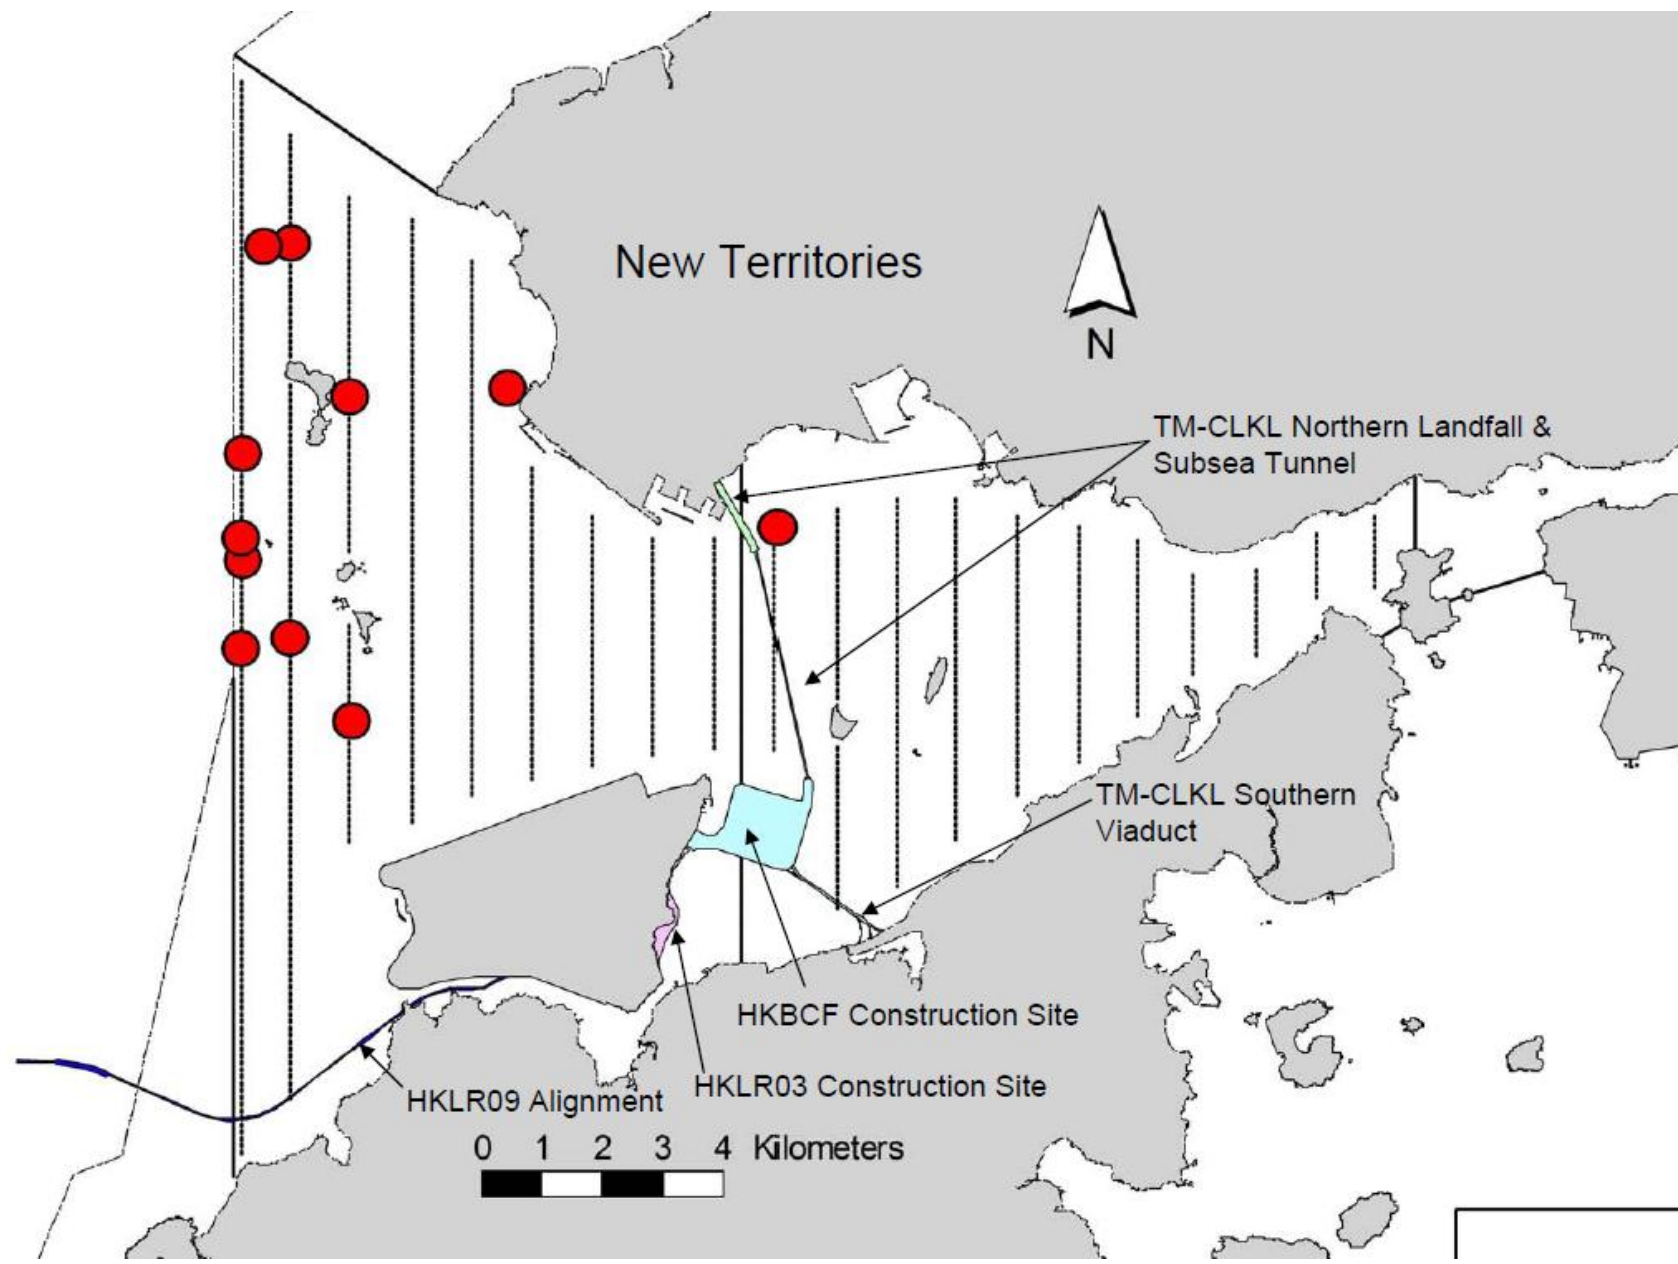 New Territories
N
TM-CLKL Northern Landfall &
Subsea Tunnel
TM-CLKL Southern
Viaduct
HKBCF Construction Site
HKLR03 Construction Site
HKLR09 Alignment
0 1 2 3 4 Kilometers